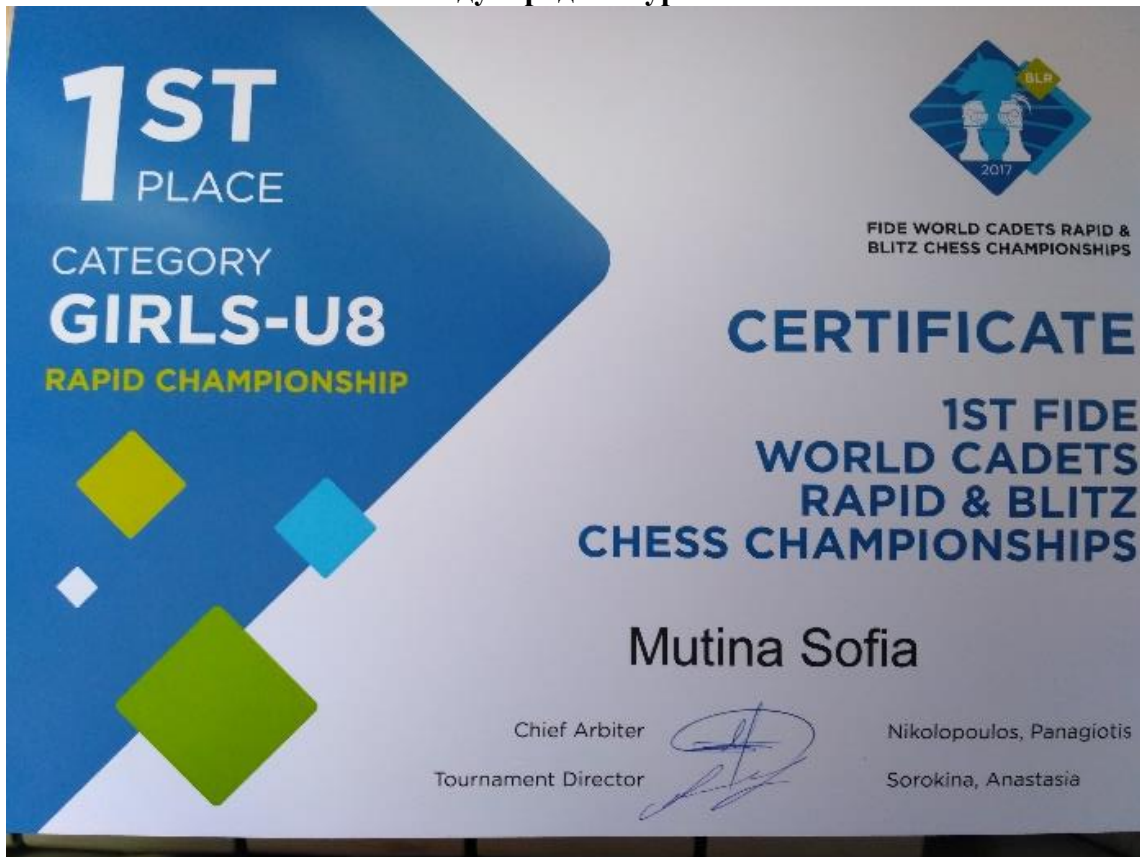 1ST
PLACE
CATEGORY
GIRLS-U8
RAPID CHAMPIONSHIP
BLR
2017
FIDE WORLD CADETS RAPID &
BLITZ CHESS CHAMPIONSHIPS
CERTIFICATE
1ST FIDE
WORLD CADETS
RAPID & BLITZ
CHESS CHAMPIONSHIPS
Mutina Sofia
Chief Arbiter Nikolopoulos, Panagiotis
Tournament Director Sorokina, Anastasia